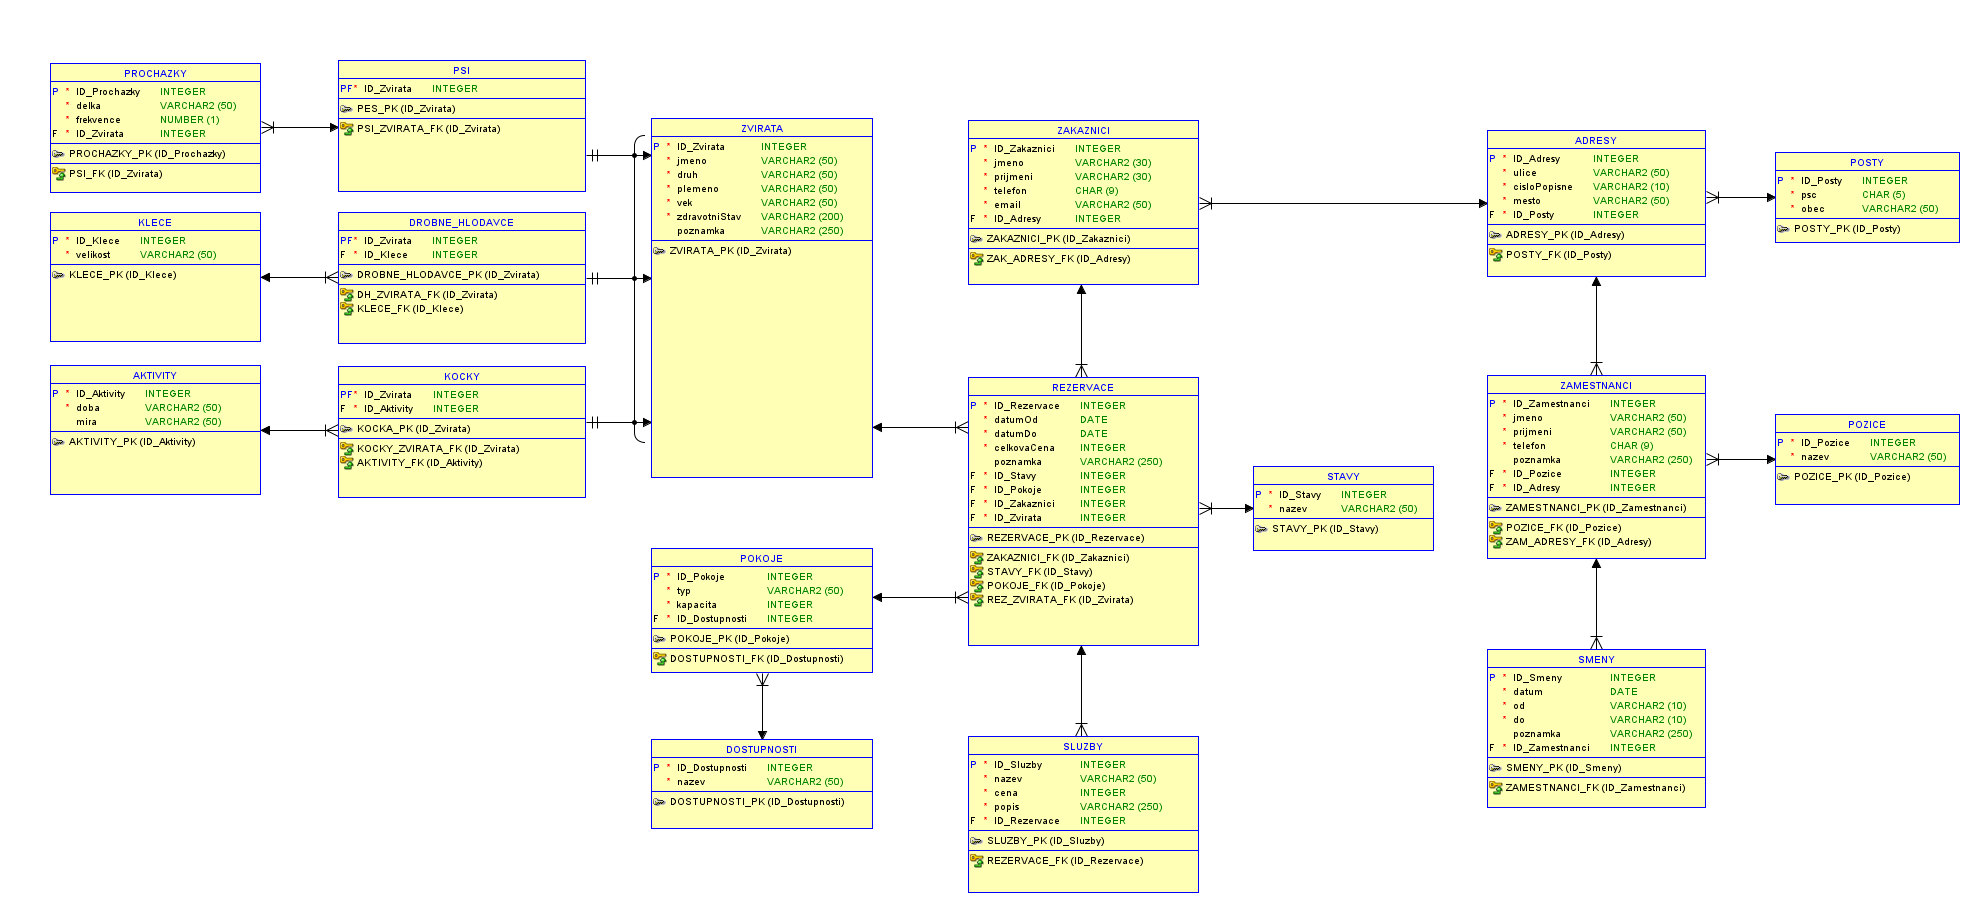 PROCHAZKY
P * ID_Prochazky INTEGER
* delka VARCHAR2 (50)
* frekvence NUMBER (1)
F * ID_Zvirata INTEGER
PROCHAZKY_PK (ID_Prochazky)
PSI_FK (ID_Zvirata)
PSI
PF* ID_Zvirata INTEGER
PES_PK (ID_Zvirata)
PSI_ZVIRATA_FK (ID_Zvirata)
KLECE
P * ID_Klece INTEGER
* velikost VARCHAR2 (50)
KLECE_PK (ID_Klece)
DROBNE_HLODAVCE
PF* ID_Zvirata INTEGER
F * ID_Klece INTEGER
DROBNE_HLODAVCE_PK (ID_Zvirata)
DH_ZVIRATA_FK (ID_Zvirata)
KLECE_FK (ID_Klece)
AKTIVITY
P * ID_Aktivity INTEGER
* doba VARCHAR2 (50)
mira VARCHAR2 (50)
AKTIVITY_PK (ID_Aktivity)
KOCKY
PF* ID_Zvirata INTEGER
F * ID_Aktivity INTEGER
KOCKA_PK (ID_Zvirata)
KOCKY_ZVIRATA_FK (ID_Zvirata)
AKTIVITY_FK (ID_Aktivity)
ZVIRATA
P * ID_Zvirata INTEGER
* jmeno VARCHAR2 (50)
* druh VARCHAR2 (50)
* plemeno VARCHAR2 (50)
* vek VARCHAR2 (50)
* zdravotniStav VARCHAR2 (200)
poznamka VARCHAR2 (250)
ZVIRATA_PK (ID_Zvirata)
POKOJE
P * ID_Pokoje INTEGER
* typ VARCHAR2 (50)
* kapacita INTEGER
F * ID_Dostupnosti INTEGER
POKOJE_PK (ID_Pokoje)
DOSTUPNOSTI_FK (ID_Dostupnosti)
DOSTUPNOSTI
P * ID_Dostupnosti INTEGER
* nazev VARCHAR2 (50)
DOSTUPNOSTI_PK (ID_Dostupnosti)
ZAKAZNICI
P * ID_Zakaznici INTEGER
* jmeno VARCHAR2 (30)
* prijmeni VARCHAR2 (30)
* telefon CHAR (9)
* email VARCHAR2 (50)
F * ID_Adresy INTEGER
ZAKAZNICI_PK (ID_Zakaznici)
ZAK_ADRESY_FK (ID_Adresy)
REZERVACE
P * ID_Rezervace INTEGER
* datumOd DATE
* datumDo DATE
* celkovaCena INTEGER
poznamka VARCHAR2 (250)
F * ID_Stavy INTEGER
F * ID_Pokoje INTEGER
F * ID_Zakaznici INTEGER
F * ID_Zvirata INTEGER
REZERVACE_PK (ID_Rezervace)
ZAKAZNICI_FK (ID_Zakaznici)
STAVY_FK (ID_Stavy)
POKOJE_FK (ID_Pokoje)
REZ_ZVIRATA_FK (ID_Zvirata)
SLUZBY
P * ID_Sluzby INTEGER
* nazev VARCHAR2 (50)
* cena INTEGER
* popis VARCHAR2 (250)
F * ID_Rezervace INTEGER
SLUZBY_PK (ID_Sluzby)
REZERVACE_FK (ID_Rezervace)
STAVY
P * ID_Stavy INTEGER
* nazev VARCHAR2 (50)
STAVY_PK (ID_Stavy)
ADRESY
P * ID_Adresy INTEGER
* ulice VARCHAR2 (50)
* cisloPopisne VARCHAR2 (10)
* mesto VARCHAR2 (50)
F * ID_Posty INTEGER
ADRESY_PK (ID_Adresy)
POSTY_FK (ID_Posty)
POSTY
P * ID_Posty INTEGER
* psc CHAR (5)
* obec VARCHAR2 (50)
POSTY_PK (ID_Posty)
ZAMESTNANCI
P * ID_Zamestnanci INTEGER
* jmeno VARCHAR2 (50)
* prijmeni VARCHAR2 (50)
* telefon CHAR (9)
poznamka VARCHAR2 (250)
F * ID_Pozice INTEGER
F * ID_Adresy INTEGER
ZAMESTNANCI_PK (ID_Zamestnanci)
POZICE_FK (ID_Pozice)
ZAM_ADRESY_FK (ID_Adresy)
POZICE
P * ID_Pozice INTEGER
* nazev VARCHAR2 (50)
POZICE_PK (ID_Pozice)
SMENY
P * ID_Smeny INTEGER
* datum DATE
* od VARCHAR2 (10)
* do VARCHAR2 (10)
poznamka VARCHAR2 (250)
F * ID_Zamestnanci INTEGER
SMENY_PK (ID_Smeny)
ZAMESTNANCI_FK (ID_Zamestnanci)